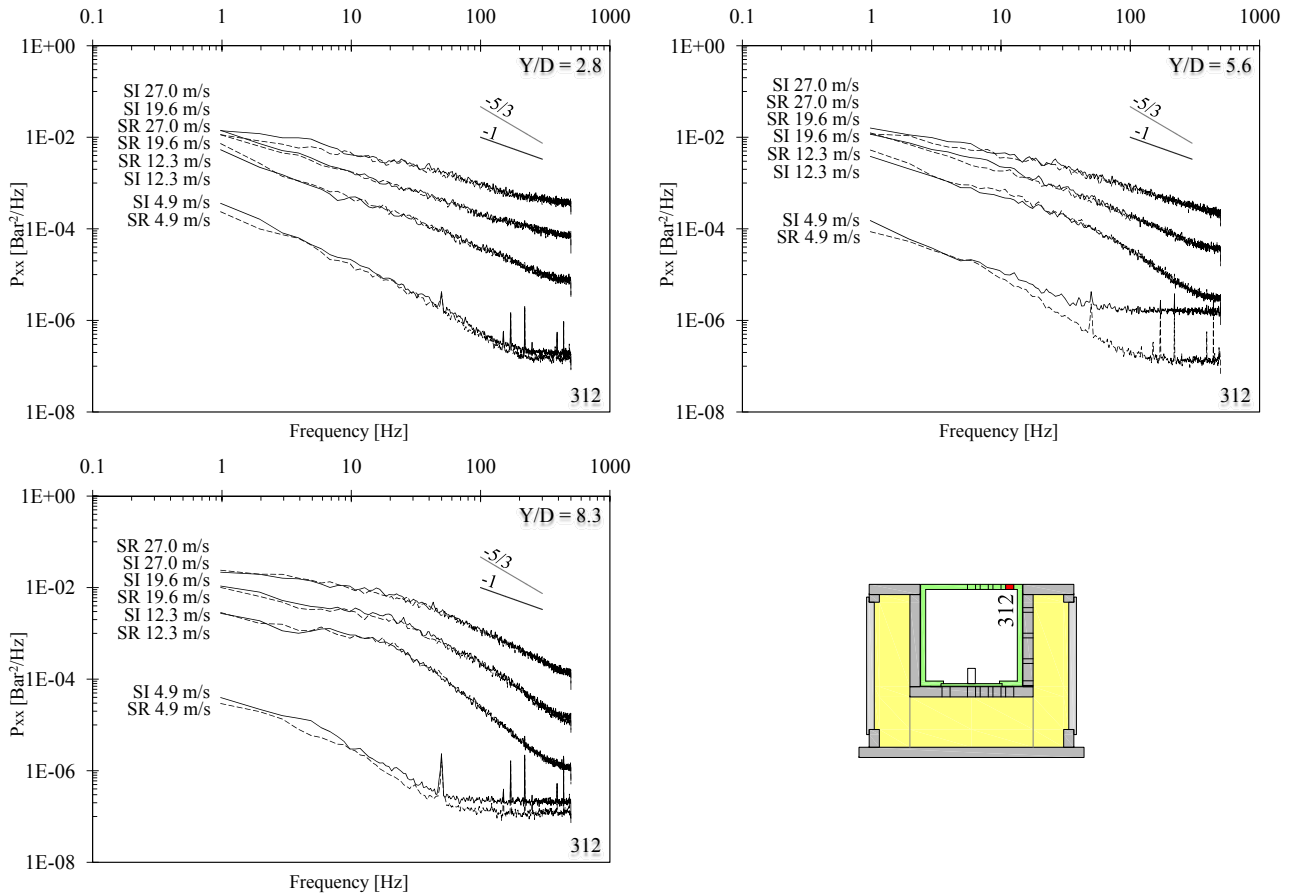 0.1 1 10 100 1000
1E+00
Y/D = 2.8
SI 27.0 m/s
SI 19.6 m/s
SR 27.0 m/s
SR 19.6 m/s
SR 12.3 m/s
SI 12.3 m/s
SI 4.9 m/s
SR 4.9 m/s
-5/3
-1
1E-02
1E-04
1E-06
1E-08
Pxx [Bar²/Hz]
312
Frequency [Hz]
0.1 1 10 100 1000
1E+00
Y/D = 5.6
SI 27.0 m/s
SR 27.0 m/s
SR 19.6 m/s
SI 19.6 m/s
SR 12.3 m/s
SI 12.3 m/s
SI 4.9 m/s
SR 4.9 m/s
-5/3
-1
1E-02
1E-04
1E-06
1E-08
Pxx [Bar²/Hz]
312
Frequency [Hz]
0.1 1 10 100 1000
1E+00
Y/D = 8.3
SR 27.0 m/s
SI 27.0 m/s
SI 19.6 m/s
SR 19.6 m/s
SI 12.3 m/s
SR 12.3 m/s
SI 4.9 m/s
SR 4.9 m/s
-5/3
-1
1E-02
1E-04
1E-06
1E-08
Pxx [Bar²/Hz]
312
Frequency [Hz]
312